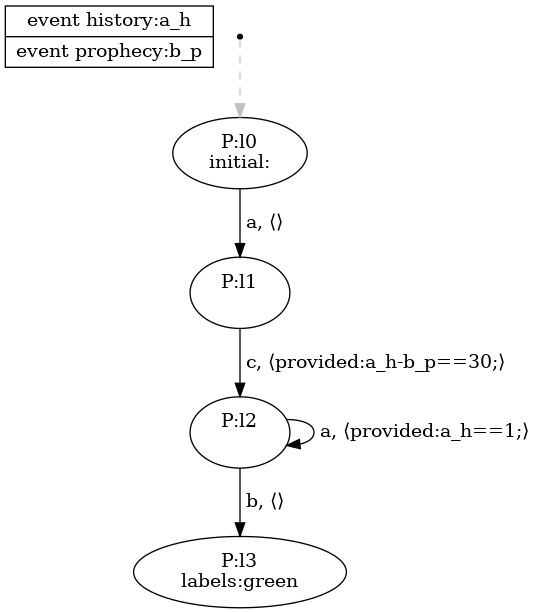 event history:a_h
event prophecy:b_p
P:l0
initial:
a, ⟨⟩
P:l1
c, ⟨provided:a_h-b_p==30;⟩
P:l2
a, ⟨provided:a_h==1;⟩
b, ⟨⟩
P:l3
labels:green